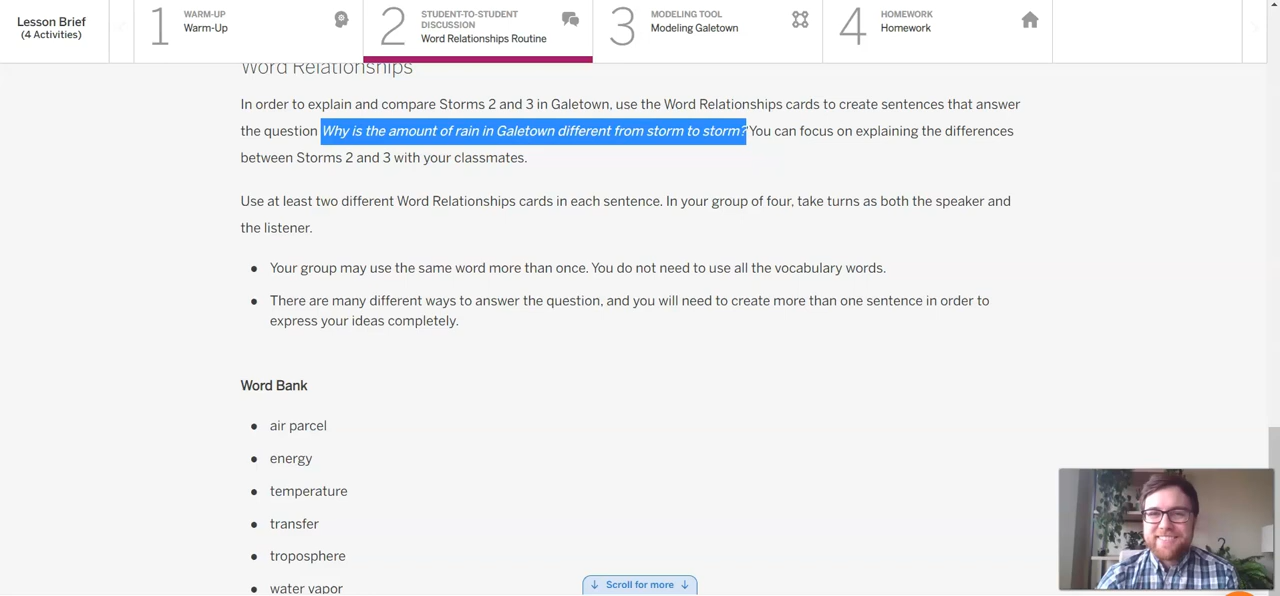 Lesson Brief
(4 Activities)
1
WARM-UP
Warm-Up
2
STUDENT-TO-STUDENT
DISCUSSION
Word Relationships Routine
3
MODELING TOOL
Modeling Galetown
4
HOMEWORK
Homework
Word Relationships
In order to explain and compare Storms 2 and 3 in Galetown, use the Word Relationships cards to create sentences that answer
the question Why is the amount of rain in Galetown different from storm to storm? You can focus on explaining the differences
between Storms 2 and 3 with your classmates.
Use at least two different Word Relationships cards in each sentence. In your group of four, take turns as both the speaker and
the listener.
● Your group may use the same word more than once. You do not need to use all the vocabulary words.
● There are many different ways to answer the question, and you will need to create more than one sentence in order to
express your ideas completely.
Word Bank
● air parcel
● energy
● temperature
● transfer
● troposphere
● water vapor
↓ Scroll for more ↓